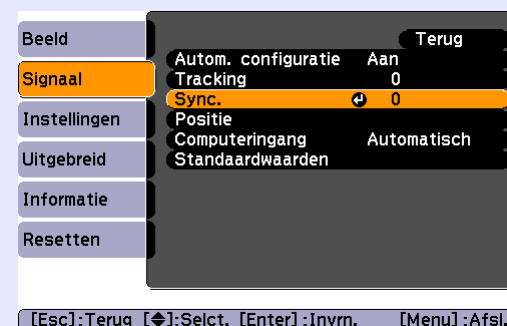 Beeld
Signaal
Instellingen
Uitgebreid
Informatie
Resetten
Terug
Autom. configuratie Aan
Tracking 0
Sync. 0
Positie
Computeringang Automatisch
Standaardwaarden
[Esc]:Terug [◆]:Selct. [Enter]:Invrn. [Menu]:Afsl.